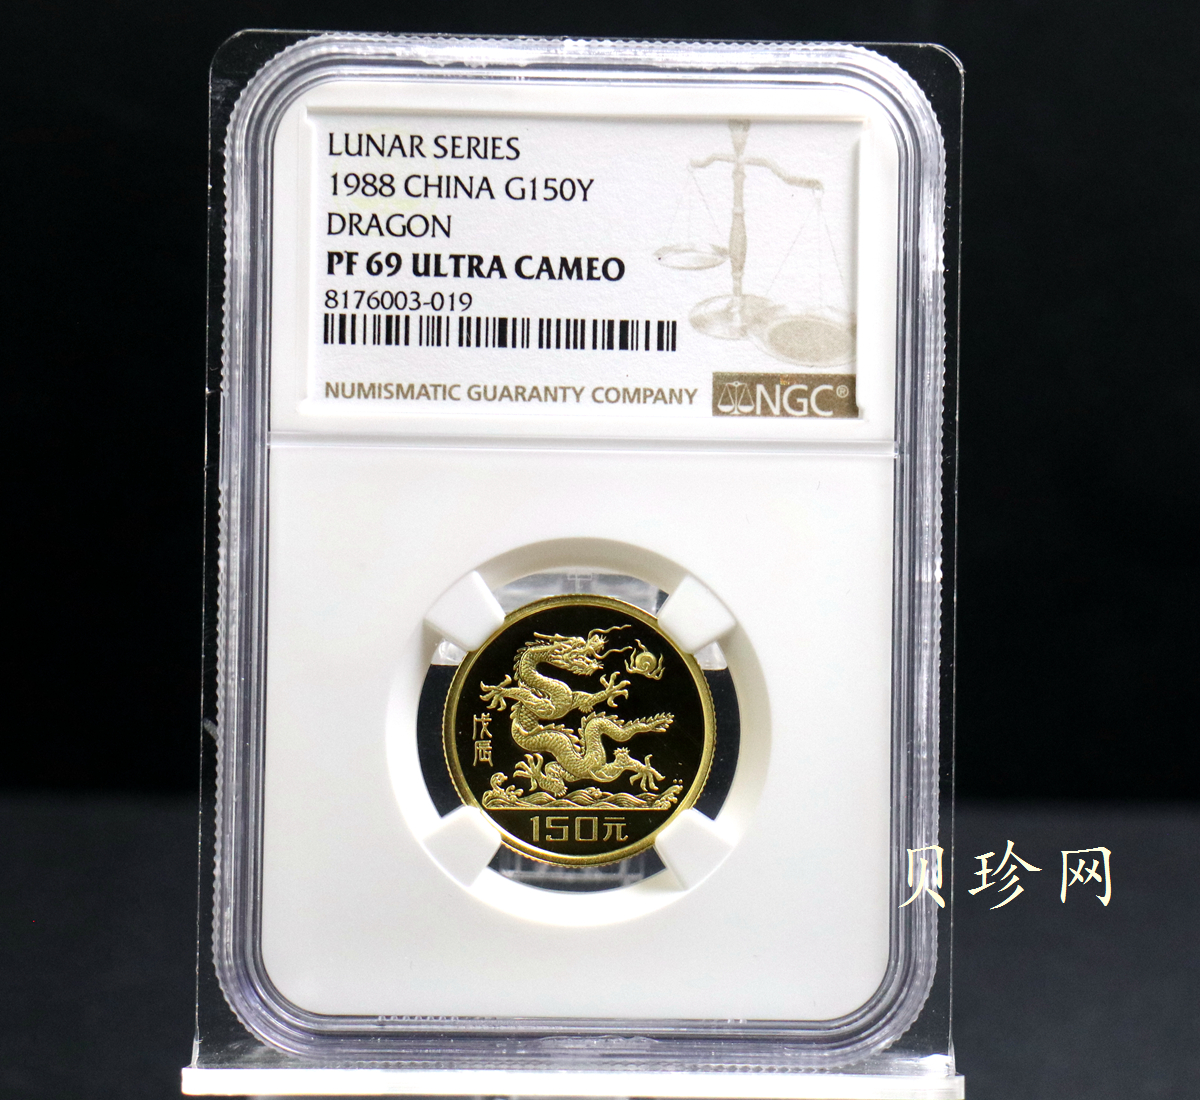 LUNAR SERIES
1988 CHINA G150Y
DRAGON
PF 69 ULTRA CAMEO
8176003-019
NUMISMATIC GUARANTY COMPANY
NGC®
戊辰
150元
贝珍网